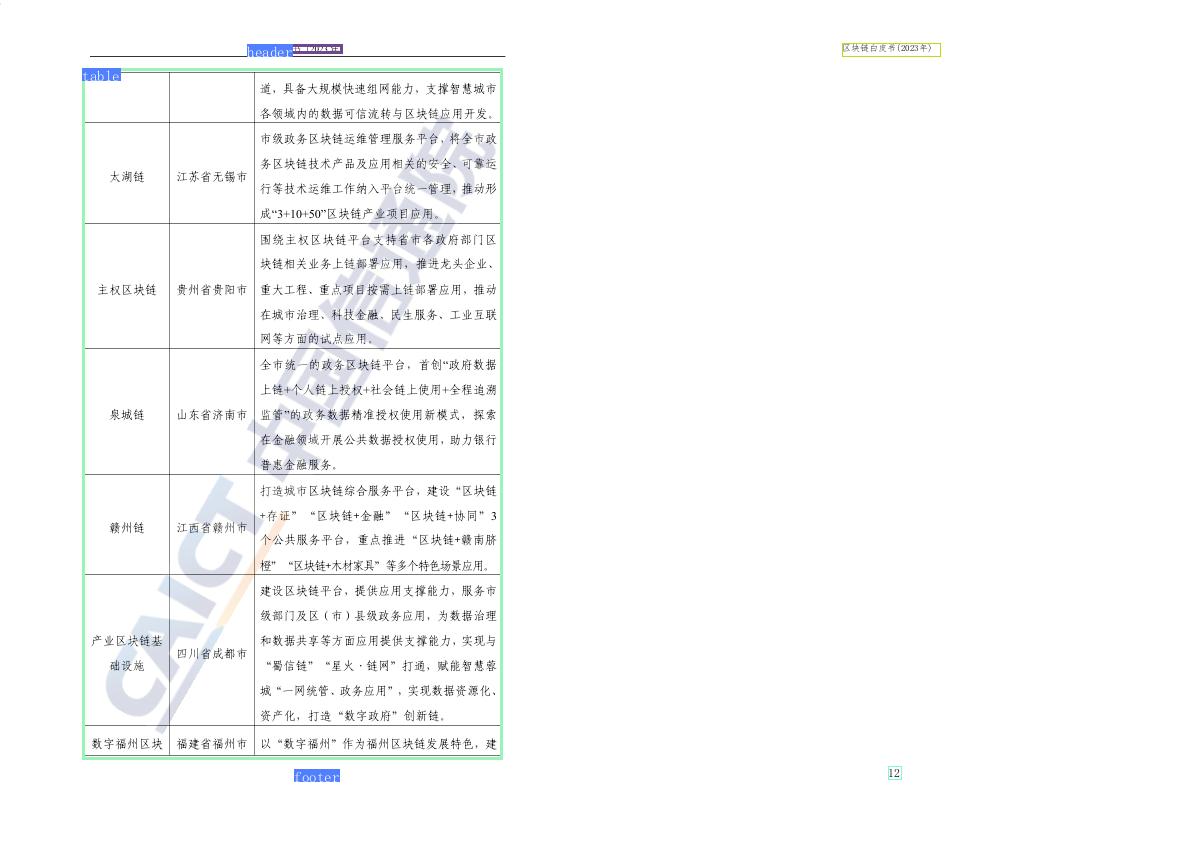 header
区块链白皮书(2023年)
table
道，具备大规模快速组网能力，支撑智慧城市
各领域内的数据可信流转与区块链应用开发。
太湖链
江苏省无锡市
市级政务区块链运维管理服务平台，将全市政
务区块链技术产品及应用相关的安全、可靠运
行等技术运维工作纳入平台统一管理，推动形
成“3+10+50”区块链产业项目应用。
主权区块链
贵州省贵阳市
围绕主权区块链平台支持省市各政府部门区
块链相关业务上链部署应用，推进龙头企业、
重大工程、重点项目按需上链部署应用，推动
在城市治理、科技金融、民生服务、工业互联
网等方面的试点应用。
泉城链
山东省济南市
全市统一的政务区块链平台，首创“政府数据
上链+个人链上授权+社会链上使用+全程追溯
监管”的政务数据精准授权使用新模式，探索
在金融领域开展公共数据授权使用，助力银行
普惠金融服务。
赣州链
江西省赣州市
打造城市区块链综合服务平台，建设“区块链
+存证”“区块链+金融”“区块链+协同”3
个公共服务平台，重点推进“区块链+赣南脐
橙”“区块链+木材家具”等多个特色场景应用。
产业区块链基
础设施
四川省成都市
建设区块链平台，提供应用支撑能力，服务市
级部门及区（市）县级政务应用，为数据治理
和数据共享等方面应用提供支撑能力，实现与
“蜀信链”“星火·链网”打通，赋能智慧蓉
城“一网统管、政务应用”，实现数据资源化、
资产化，打造“数字政府”创新链。
数字福州区块
福建省福州市
以“数字福州”作为福州区块链发展特色，建
CAICT 中国信通院
footer
12